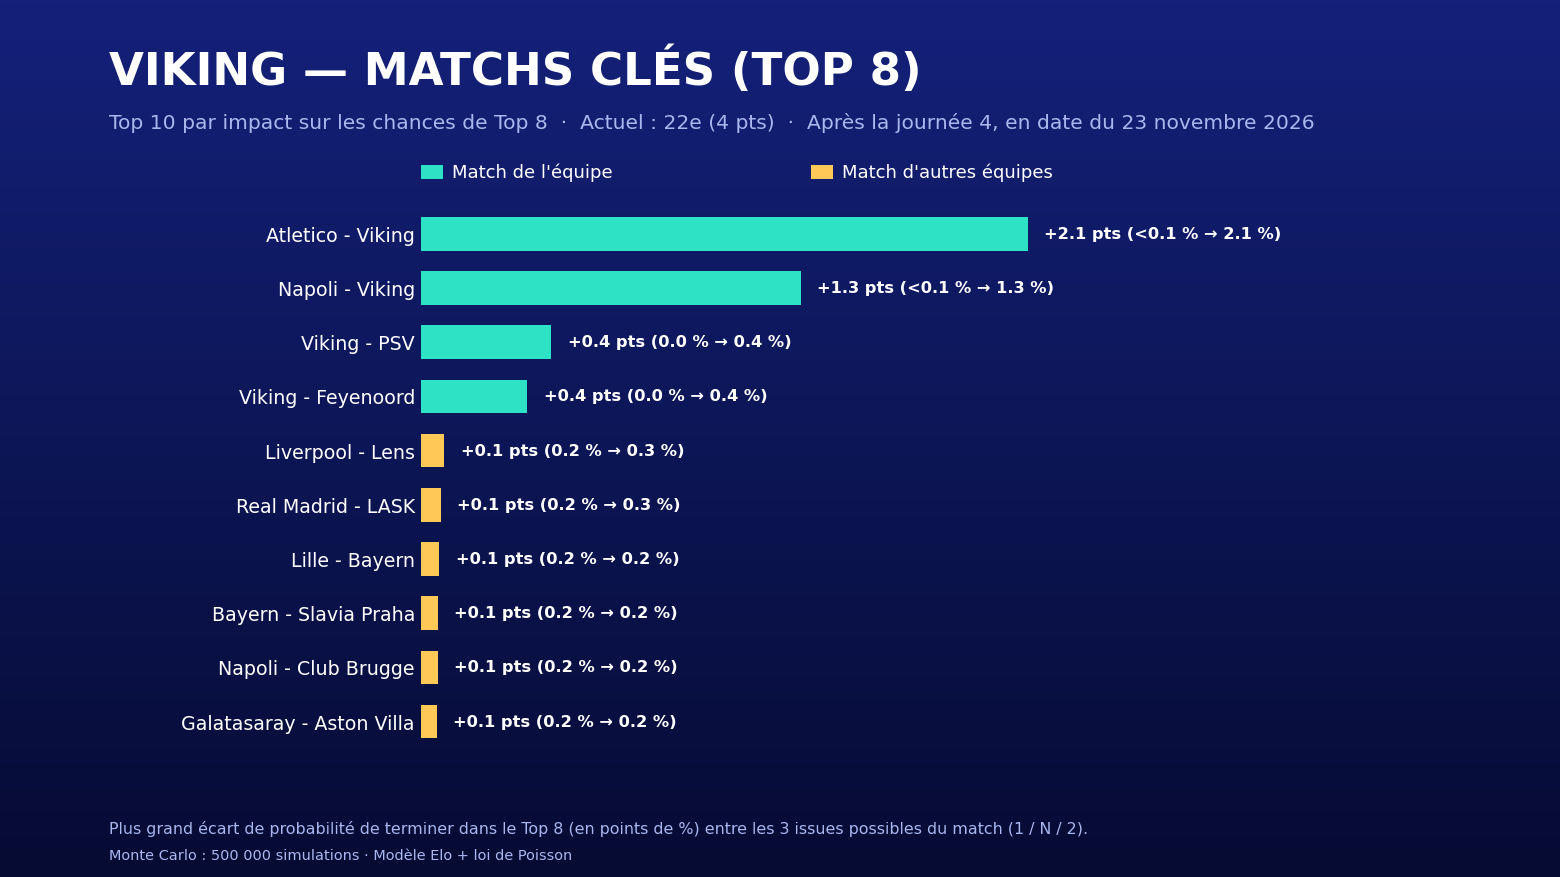 VIKING — MATCHS CLÉS (TOP 8)
Top 10 par impact sur les chances de Top 8 · Actuel : 22e (4 pts) · Après la journée 4, en date du 23 novembre 2026
Match de l'équipe Match d'autres équipes
Atletico - Viking +2.1 pts (<0.1 % → 2.1 %)
Napoli - Viking +1.3 pts (<0.1 % → 1.3 %)
Viking - PSV +0.4 pts (0.0 % → 0.4 %)
Viking - Feyenoord +0.4 pts (0.0 % → 0.4 %)
Liverpool - Lens +0.1 pts (0.2 % → 0.3 %)
Real Madrid - LASK +0.1 pts (0.2 % → 0.3 %)
Lille - Bayern +0.1 pts (0.2 % → 0.2 %)
Bayern - Slavia Praha +0.1 pts (0.2 % → 0.2 %)
Napoli - Club Brugge +0.1 pts (0.2 % → 0.2 %)
Galatasaray - Aston Villa +0.1 pts (0.2 % → 0.2 %)
Plus grand écart de probabilité de terminer dans le Top 8 (en points de %) entre les 3 issues possibles du match (1 / N / 2).
Monte Carlo : 500 000 simulations · Modèle Elo + loi de Poisson